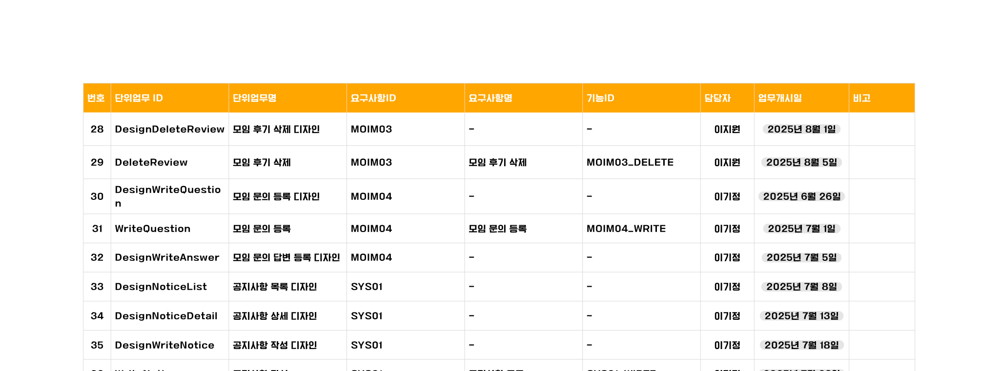 번호 단위업무 ID 단위업무명 요구사항ID 요구사항명 기능ID 담당자 업무개시일 비고
28 DesignDeleteReview 모임 후기 삭제 디자인 MOIM03 - - 이지원 2025년 8월 1일
29 DeleteReview 모임 후기 삭제 MOIM03 모임 후기 삭제 MOIM03_DELETE 이지원 2025년 8월 5일
30 DesignWriteQuestio
n 모임 문의 등록 디자인 MOIM04 - - 이기정 2025년 6월 26일
31 WriteQuestion 모임 문의 등록 MOIM04 모임 문의 등록 MOIM04_WRITE 이기정 2025년 7월 1일
32 DesignWriteAnswer 모임 문의 답변 등록 디자인 MOIM04 - - 이기정 2025년 7월 5일
33 DesignNoticeList 공지사항 목록 디자인 SYS01 - - 이기정 2025년 7월 8일
34 DesignNoticeDetail 공지사항 상세 디자인 SYS01 - - 이기정 2025년 7월 13일
35 DesignWriteNotice 공지사항 작성 디자인 SYS01 - - 이기정 2025년 7월 18일